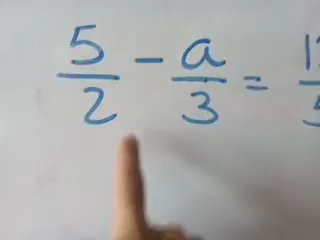 5/2 - a/3 =